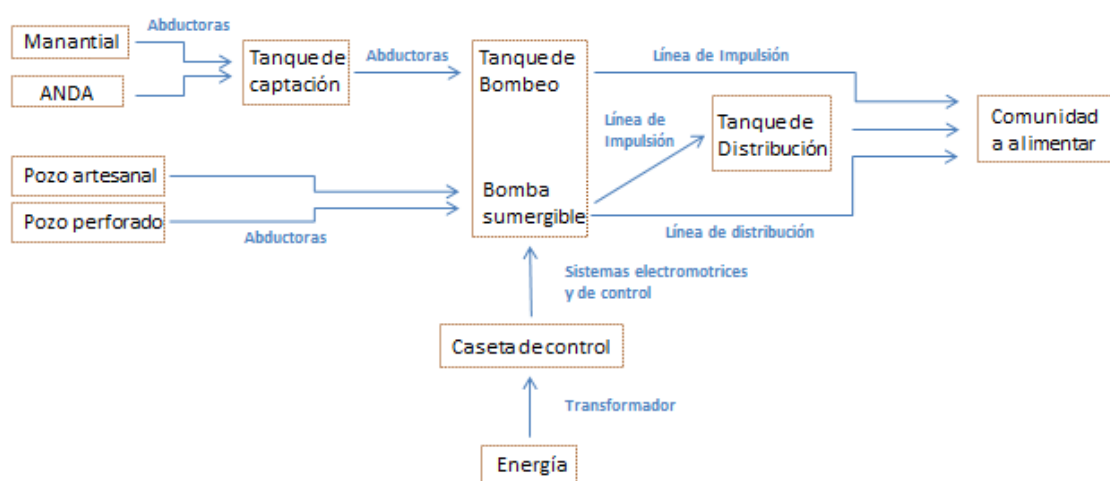 Abductoras
Manantial
ANDA
Tanque de
captación
Abductoras
Tanque de
Bombeo
Línea de Impulsión
Línea de
Impulsión
Tanque de
Distribución
Comunidad
a alimentar
Pozo artesanal
Pozo perforado
Abductoras
Bomba
sumergible
Línea de distribución
Sistemas electromotrices
y de control
Caseta de control
Transformador
Energía